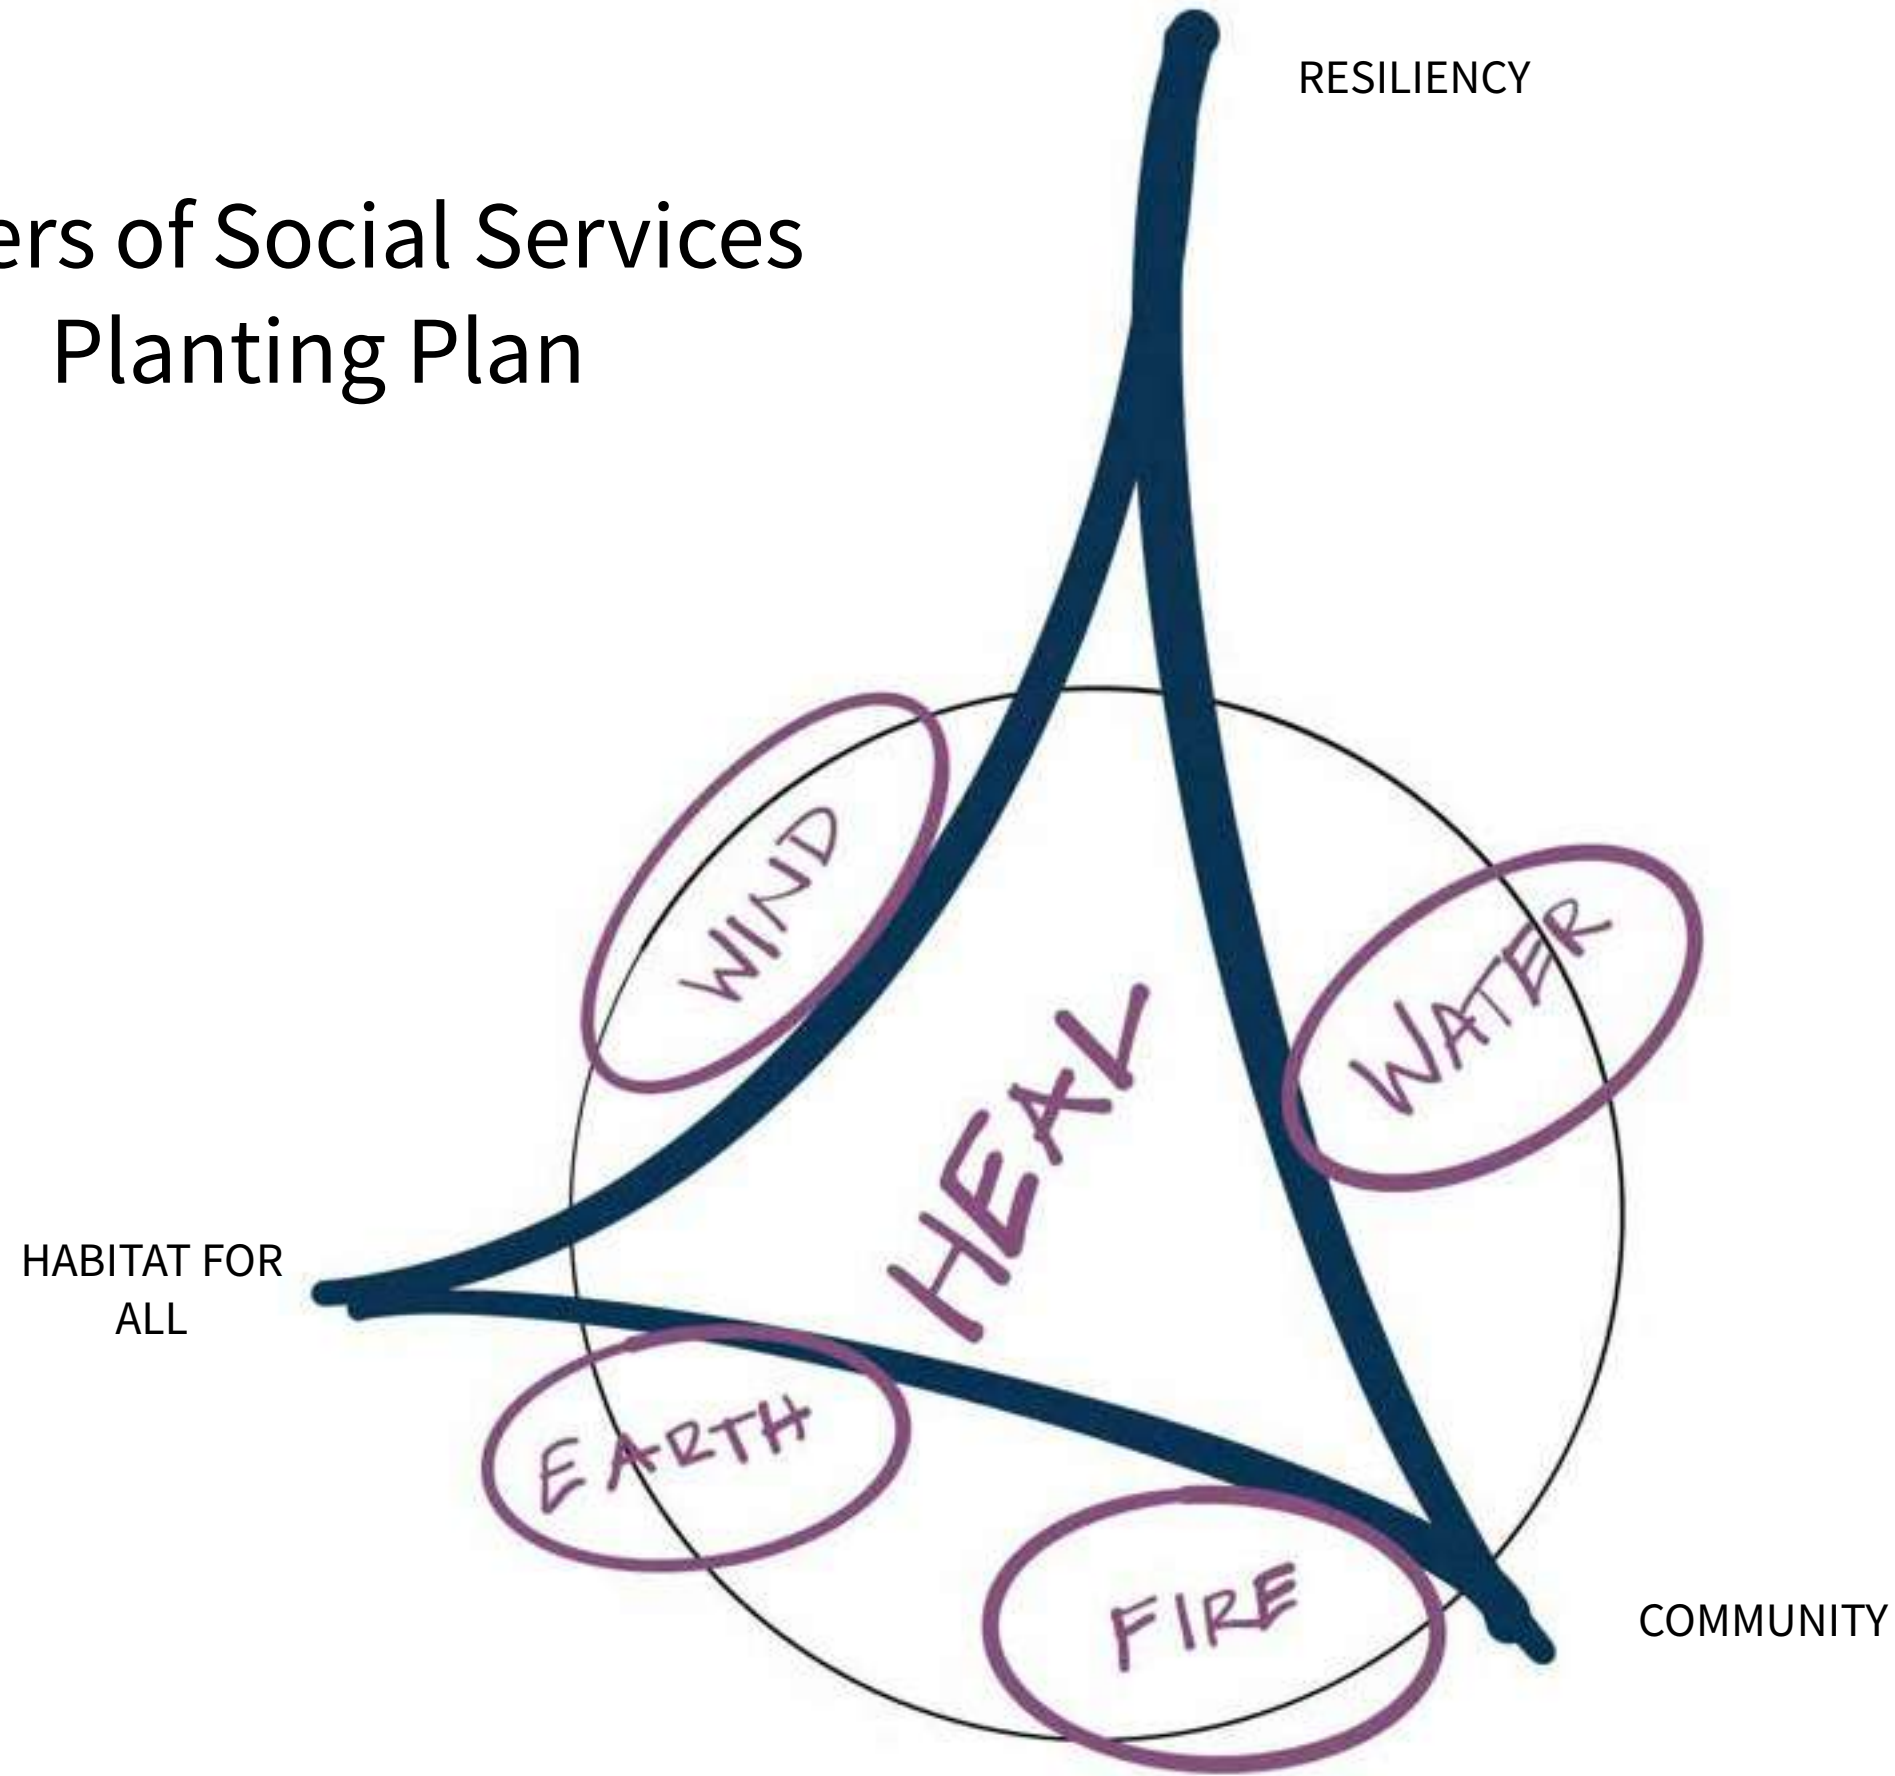 RESILIENCY
ers of Social Services
Planting Plan
WIND
WATER
HEAL
HABITAT FOR
ALL
EARTH
FIRE
COMMUNITY